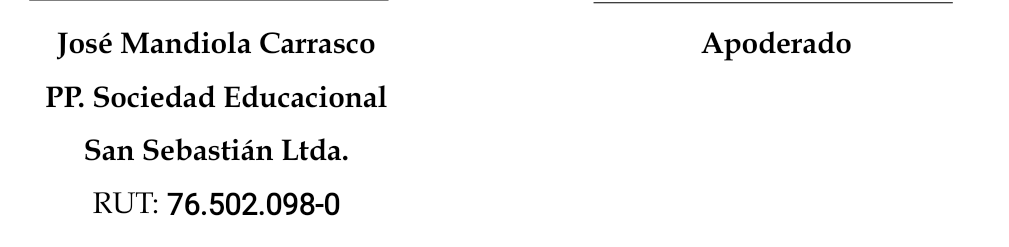 José Mandiola Carrasco
Apoderado
PP. Sociedad Educacional
San Sebastián Ltda.
RUT: 76.502.098-0